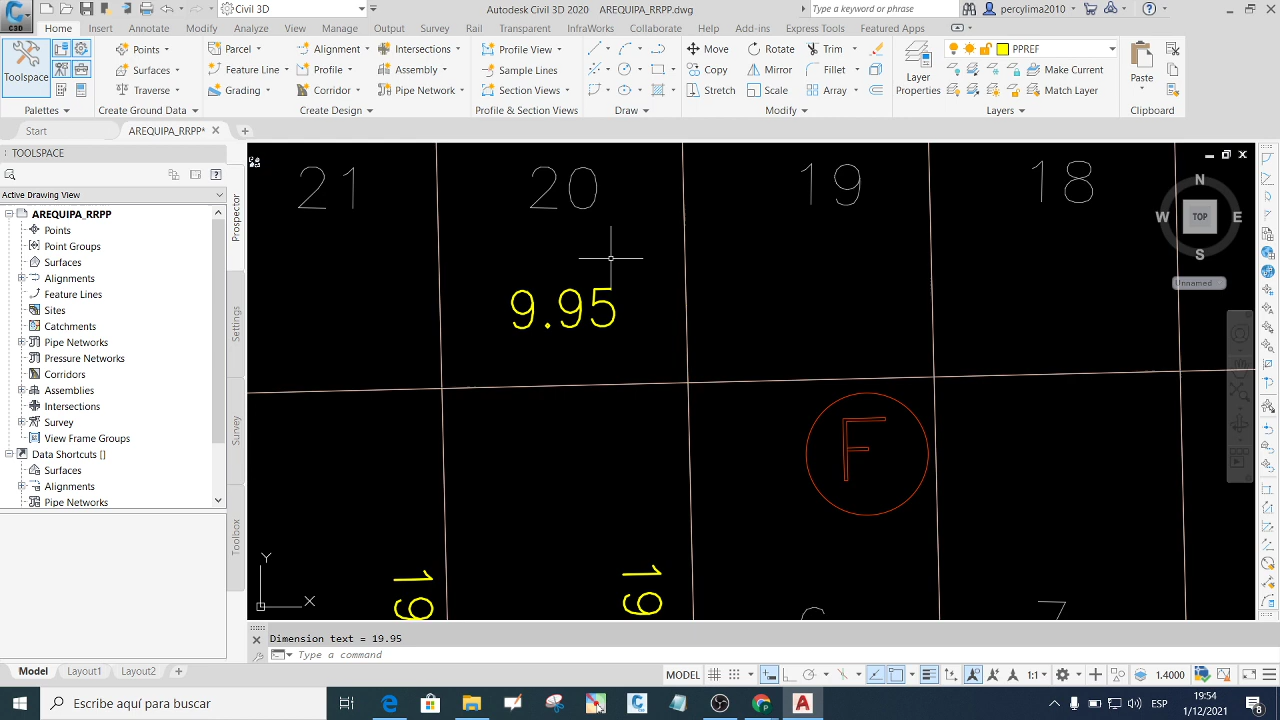 Civil 3D
Autodesk Civil 3D 2020 AREQUIPA_RRPP.dwg
Type a keyword or phrase
percylima2010
C3D
Home Insert Annotate Modify Analyze View Manage Output Survey Rail Transparent InfraWorks Collaborate Help Add-ins Express Tools Featured Apps
Toolspace
Points
Surfaces
Traverse
Parcel
Feature Line
Grading
Alignment
Profile
Corridor
Intersections
Assembly
Pipe Network
Profile View
Sample Lines
Section Views
Move
Copy
Stretch
Rotate
Mirror
Scale
Trim
Fillet
Array
Layer
Properties
PPREF
Make Current
Match Layer
Paste
Palettes
Create Ground Data
Create Design
Profile & Section Views
Draw
Modify
Layers
Clipboard
Start
AREQUIPA_RRPP*
TOOLSPACE
Active Drawing View
AREQUIPA_RRPP
Points
Point Groups
Surfaces
Alignments
Feature Lines
Sites
Catchments
Pipe Networks
Pressure Networks
Corridors
Assemblies
Intersections
Survey
View Frame Groups
Data Shortcuts []
Surfaces
Alignments
Pipe Networks
Prospector
Settings
Survey
Toolbox
21
20
19
18
9.95
F
19
19
7
N
W
TOP
E
S
Unnamed
Y
X
Dimension text = 19.95
Type a command
Model Layout1 Layout2
MODEL
1:1
1.4000
Escribe aquí para buscar
ESP
19:54
1/12/2021